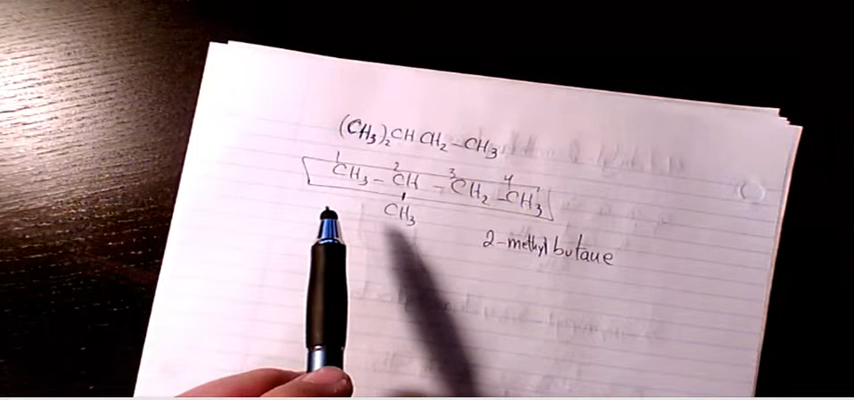 (CH₃)₂CH CH₂-CH₃
1 2 3 4
CH₃-CH-CH₂-CH₃
CH₃
2-methyl butane